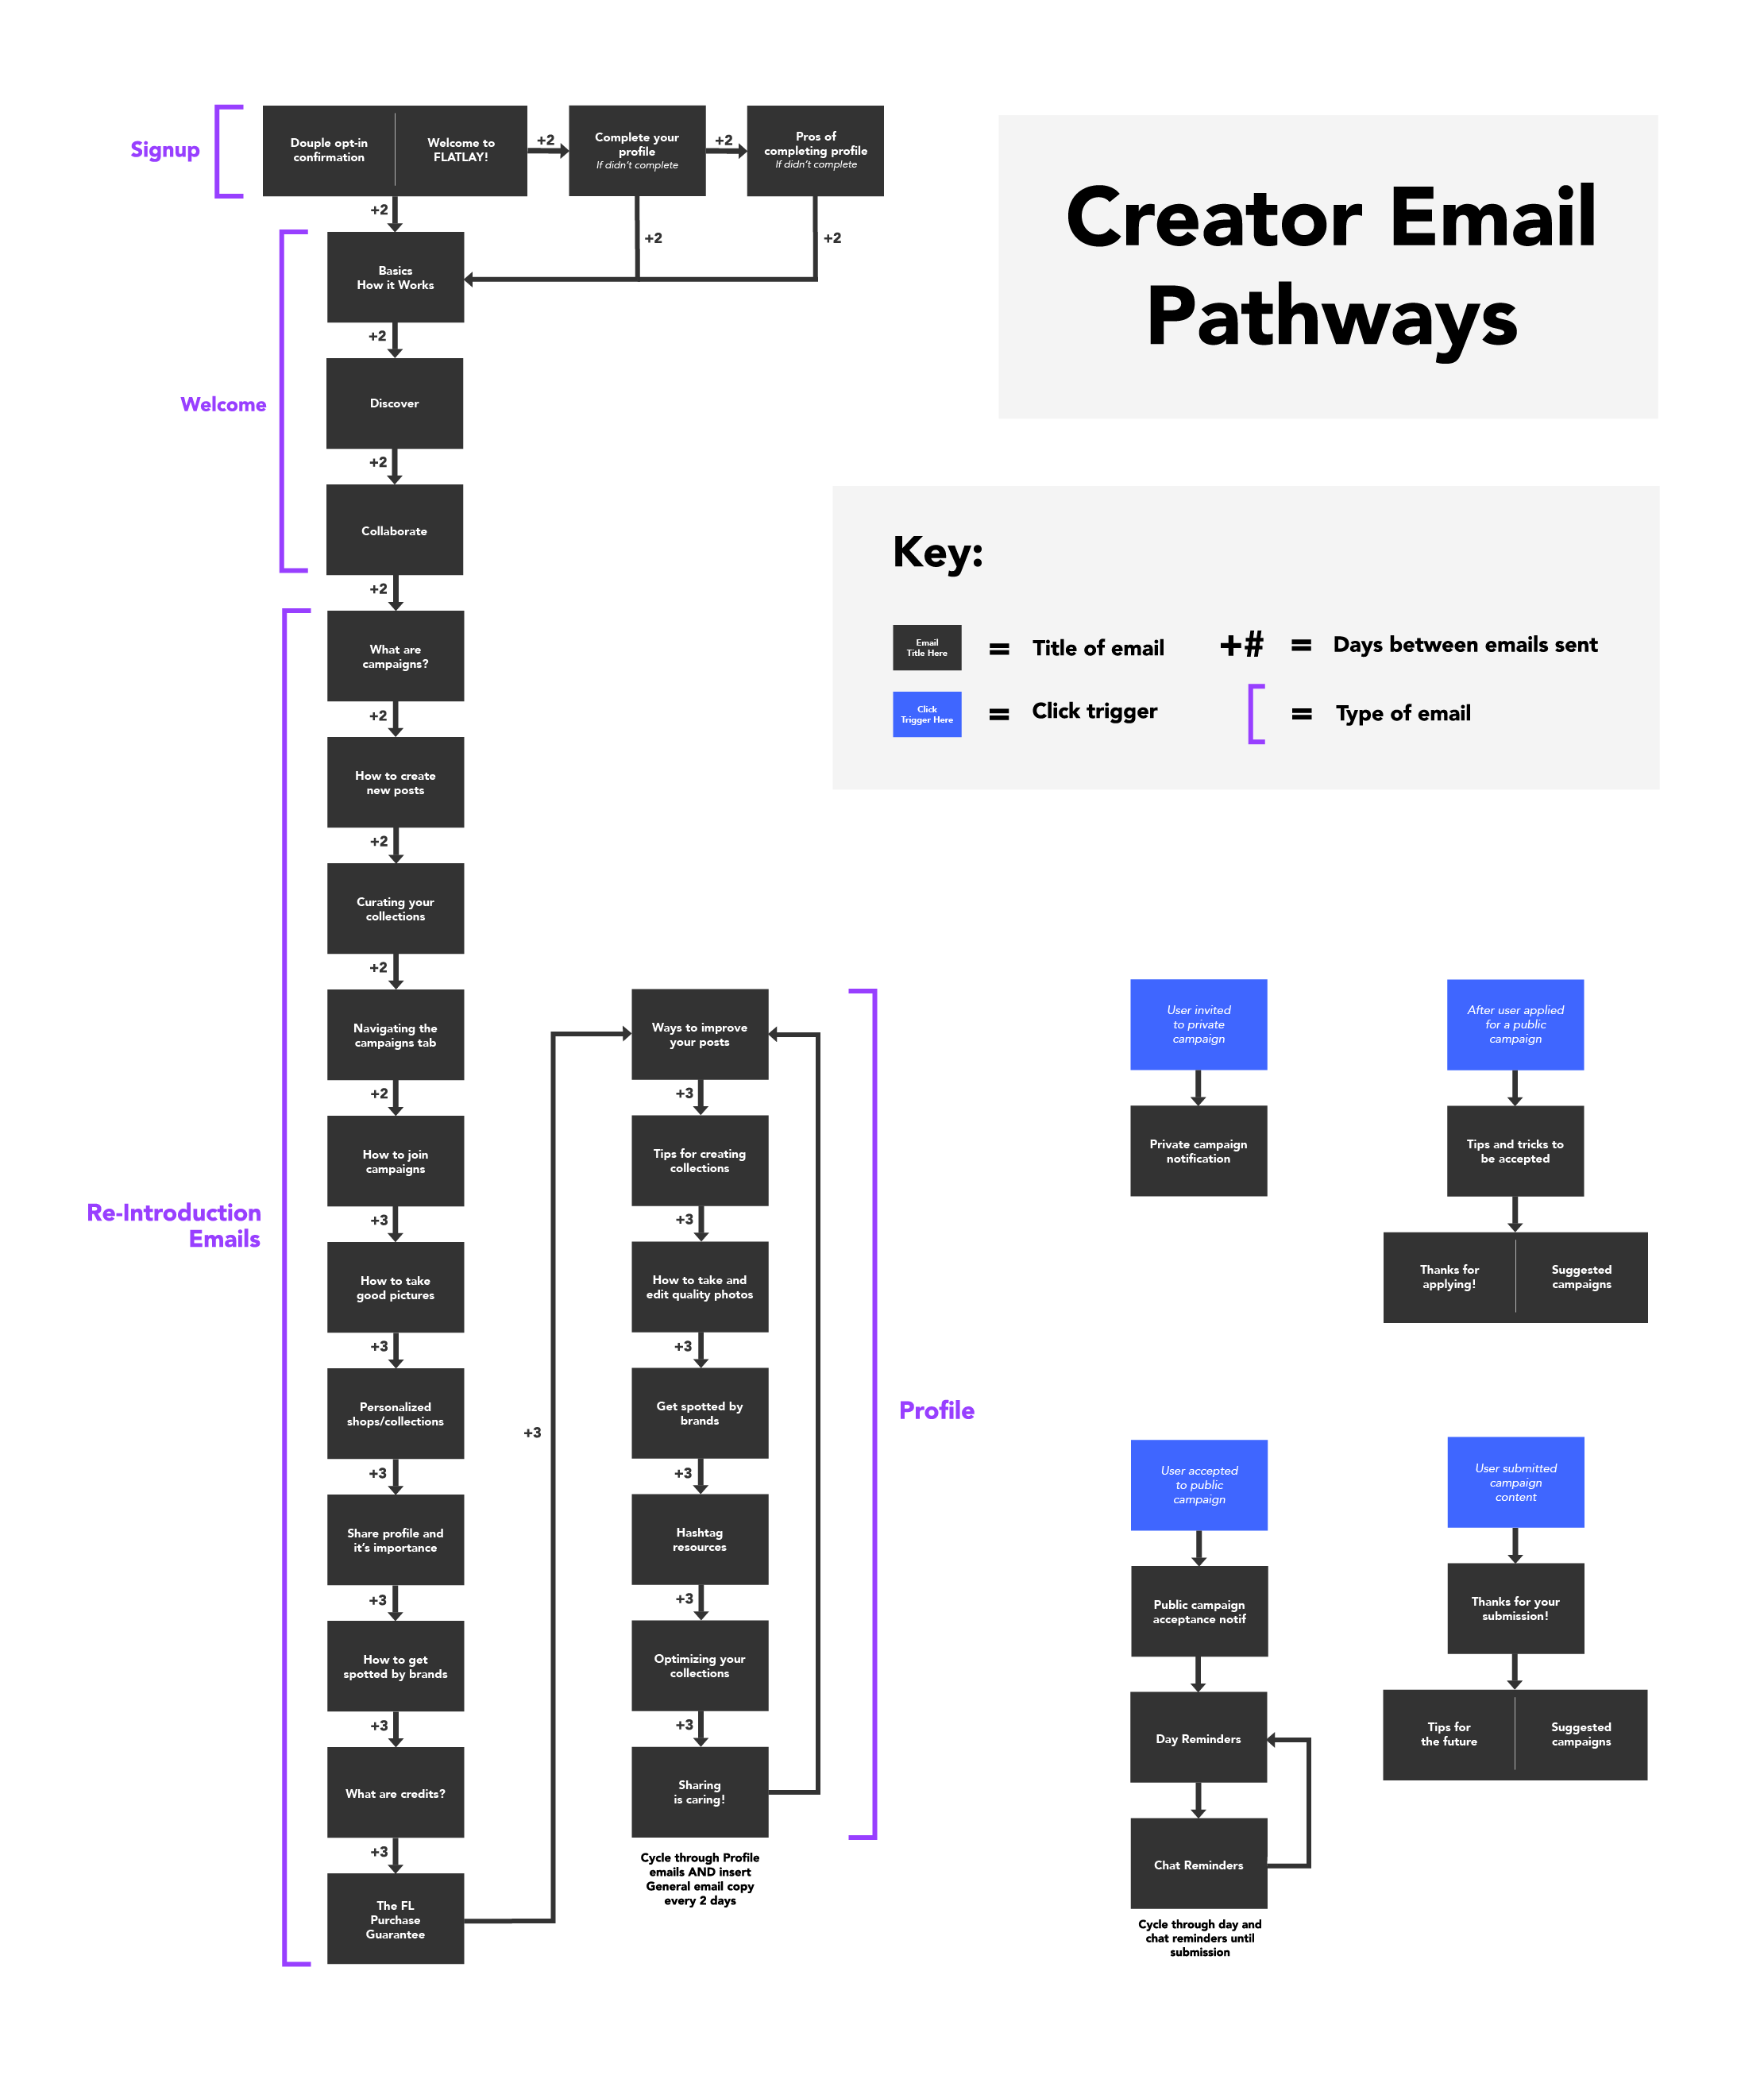 Creator Email
Pathways
Key:
Email
Title Here
=
Title of email
+#
=
Days between emails sent
Click
Trigger Here
=
Click trigger
=
Type of email
Signup
Douple opt-in
confirmation
Welcome to
FLATLAY!
+2
Complete your
profile
If didn't complete
+2
Pros of
completing profile
If didn't complete
+2
+2
+2
Welcome
Basics
How it Works
+2
Discover
+2
Collaborate
+2
Re-Introduction
Emails
What are
campaigns?
+2
How to create
new posts
+2
Curating your
collections
+2
Navigating the
campaigns tab
+2
How to join
campaigns
+3
How to take
good pictures
+3
Personalized
shops/collections
+3
Share profile and
it's importance
+3
How to get
spotted by brands
+3
What are credits?
+3
The FL
Purchase
Guarantee
+3
Profile
Ways to improve
your posts
+3
Tips for creating
collections
+3
How to take and
edit quality photos
+3
Get spotted by
brands
+3
Hashtag
resources
+3
Optimizing your
collections
+3
Sharing
is caring!
Cycle through Profile
emails AND insert
General email copy
every 2 days
User invited
to private
campaign
Private campaign
notification
After user applied
for a public
campaign
Tips and tricks to
be accepted
Thanks for
applying!
Suggested
campaigns
User accepted
to public
campaign
Public campaign
acceptance notif
Day Reminders
Chat Reminders
Cycle through day and
chat reminders until
submission
User submitted
campaign
content
Thanks for your
submission!
Tips for
the future
Suggested
campaigns